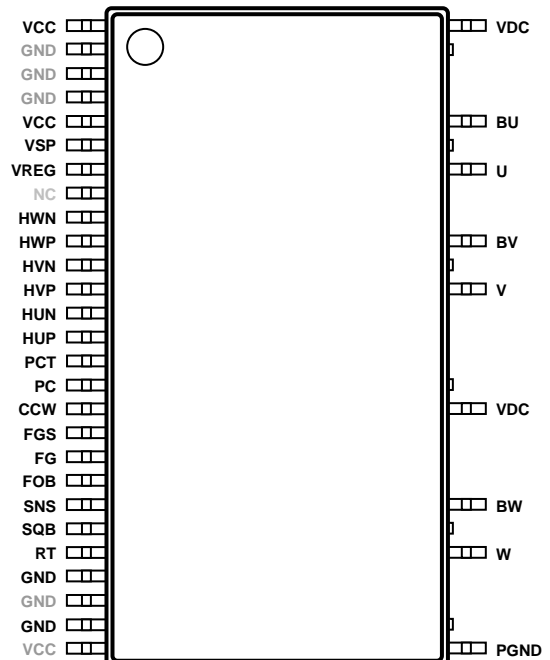 VCC
GND
GND
GND
VCC
VSP
VREG
NC
HWN
HWP
HVN
HVP
HUN
HUP
PCT
PC
CCW
FGS
FG
FOB
SNS
SQB
RT
GND
GND
GND
VCC
VDC
BU
U
BV
V
VDC
BW
W
PGND